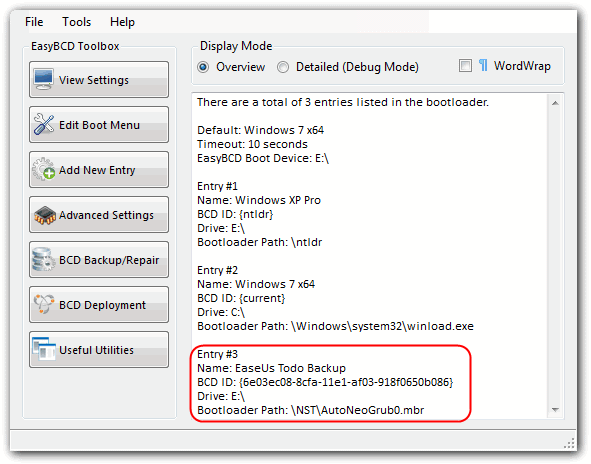 File Tools Help
EasyBCD Toolbox
View Settings
Edit Boot Menu
Add New Entry
Advanced Settings
BCD Backup/Repair
BCD Deployment
Useful Utilities
Display Mode
Overview Detailed (Debug Mode) ¶ WordWrap
There are a total of 3 entries listed in the bootloader.
Default: Windows 7 x64
Timeout: 10 seconds
EasyBCD Boot Device: E:\
Entry #1
Name: Windows XP Pro
BCD ID: {ntldr}
Drive: E:\
Bootloader Path: \ntldr
Entry #2
Name: Windows 7 x64
BCD ID: {current}
Drive: C:\
Bootloader Path: \Windows\system32\winload.exe
Entry #3
Name: EaseUs Todo Backup
BCD ID: {6e03ec08-8cfa-11e1-af03-918f0650b086}
Drive: E:\
Bootloader Path: \NST\AutoNeoGrub0.mbr